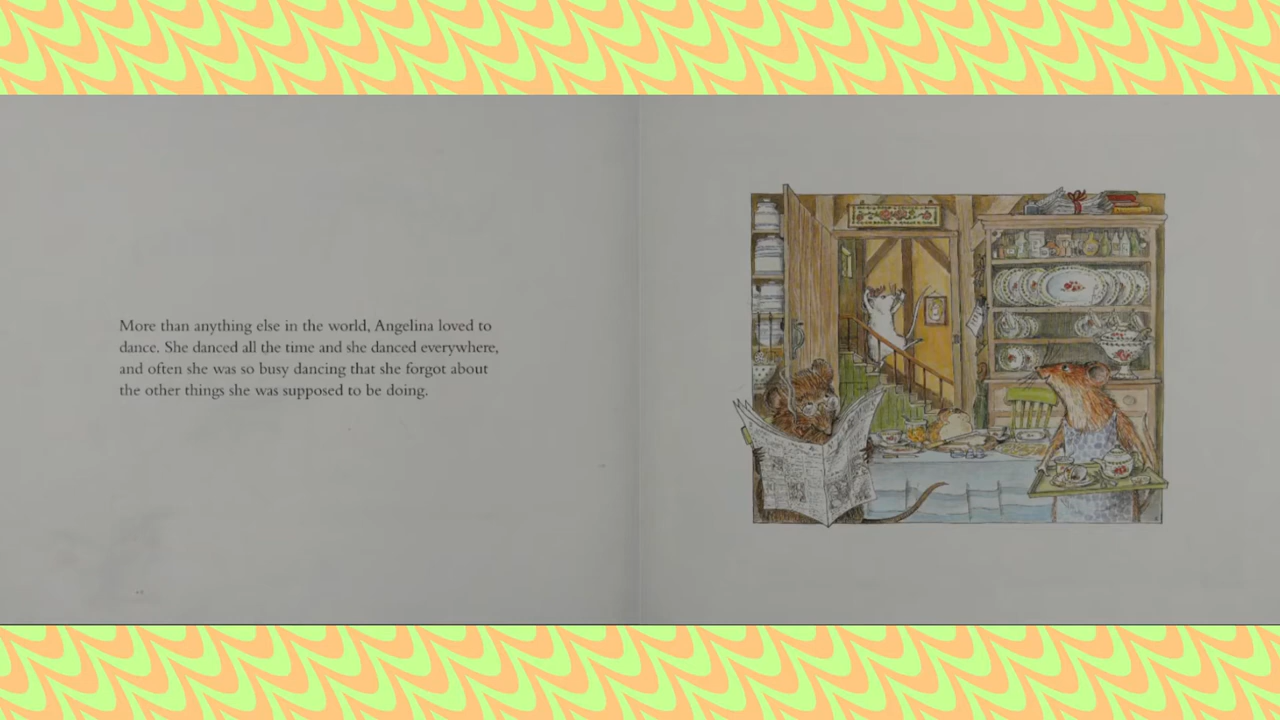 More than anything else in the world, Angelina loved to
dance. She danced all the time and she danced everywhere,
and often she was so busy dancing that she forgot about
the other things she was supposed to be doing.